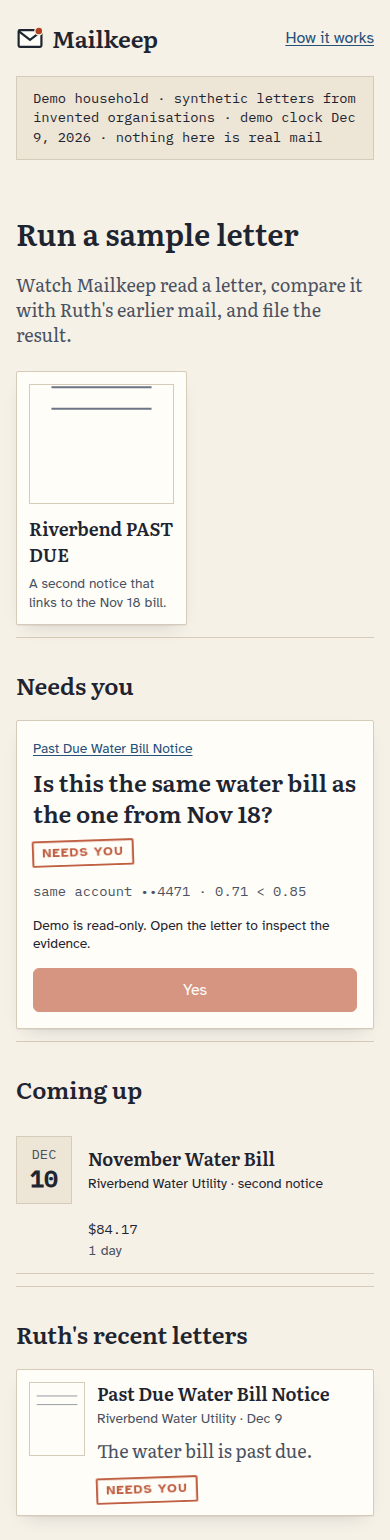 Mailkeep
How it works
Demo household · synthetic letters from
invented organisations · demo clock Dec
9, 2026 · nothing here is real mail
Run a sample letter
Watch Mailkeep read a letter, compare it
with Ruth's earlier mail, and file the
result.
Riverbend PAST
DUE
A second notice that
links to the Nov 18 bill.
Needs you
Past Due Water Bill Notice
Is this the same water bill as
the one from Nov 18?
NEEDS YOU
same account ••4471 · 0.71 < 0.85
Demo is read-only. Open the letter to inspect the
evidence.
Yes
Coming up
DEC
10
November Water Bill
Riverbend Water Utility · second notice
$84.17
1 day
Ruth's recent letters
Past Due Water Bill Notice
Riverbend Water Utility · Dec 9
The water bill is past due.
NEEDS YOU